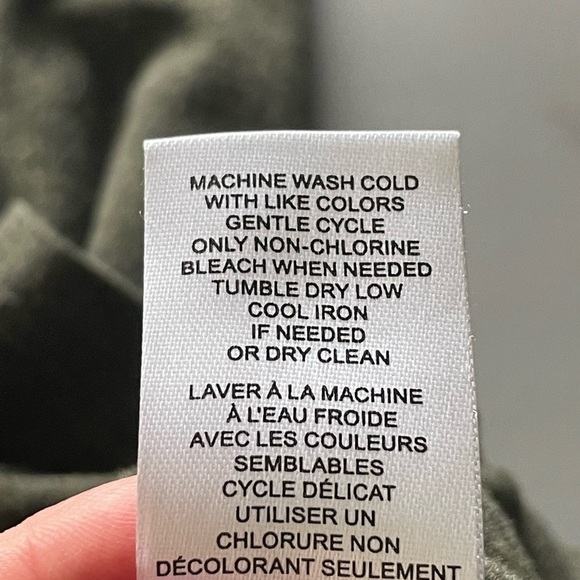 MACHINE WASH COLD
WITH LIKE COLORS
GENTLE CYCLE
ONLY NON-CHLORINE
BLEACH WHEN NEEDED
TUMBLE DRY LOW
COOL IRON
IF NEEDED
OR DRY CLEAN
LAVER À LA MACHINE
À L'EAU FROIDE
AVEC LES COULEURS
SEMBLABLES
CYCLE DÉLICAT
UTILISER UN
CHLORURE NON
DÉCOLORANT SEULEMENT